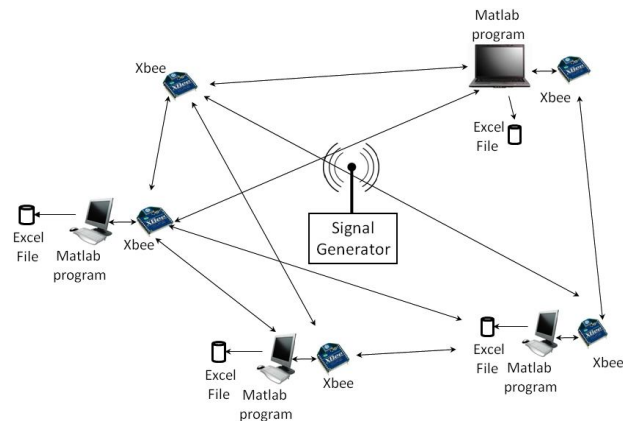 Matlab
program
Xbee
Xbee
Excel
File
Signal
Generator
Excel
File
Matlab
program
Xbee
Excel
File
Matlab
program
Xbee
Excel
File
Matlab
program
Xbee